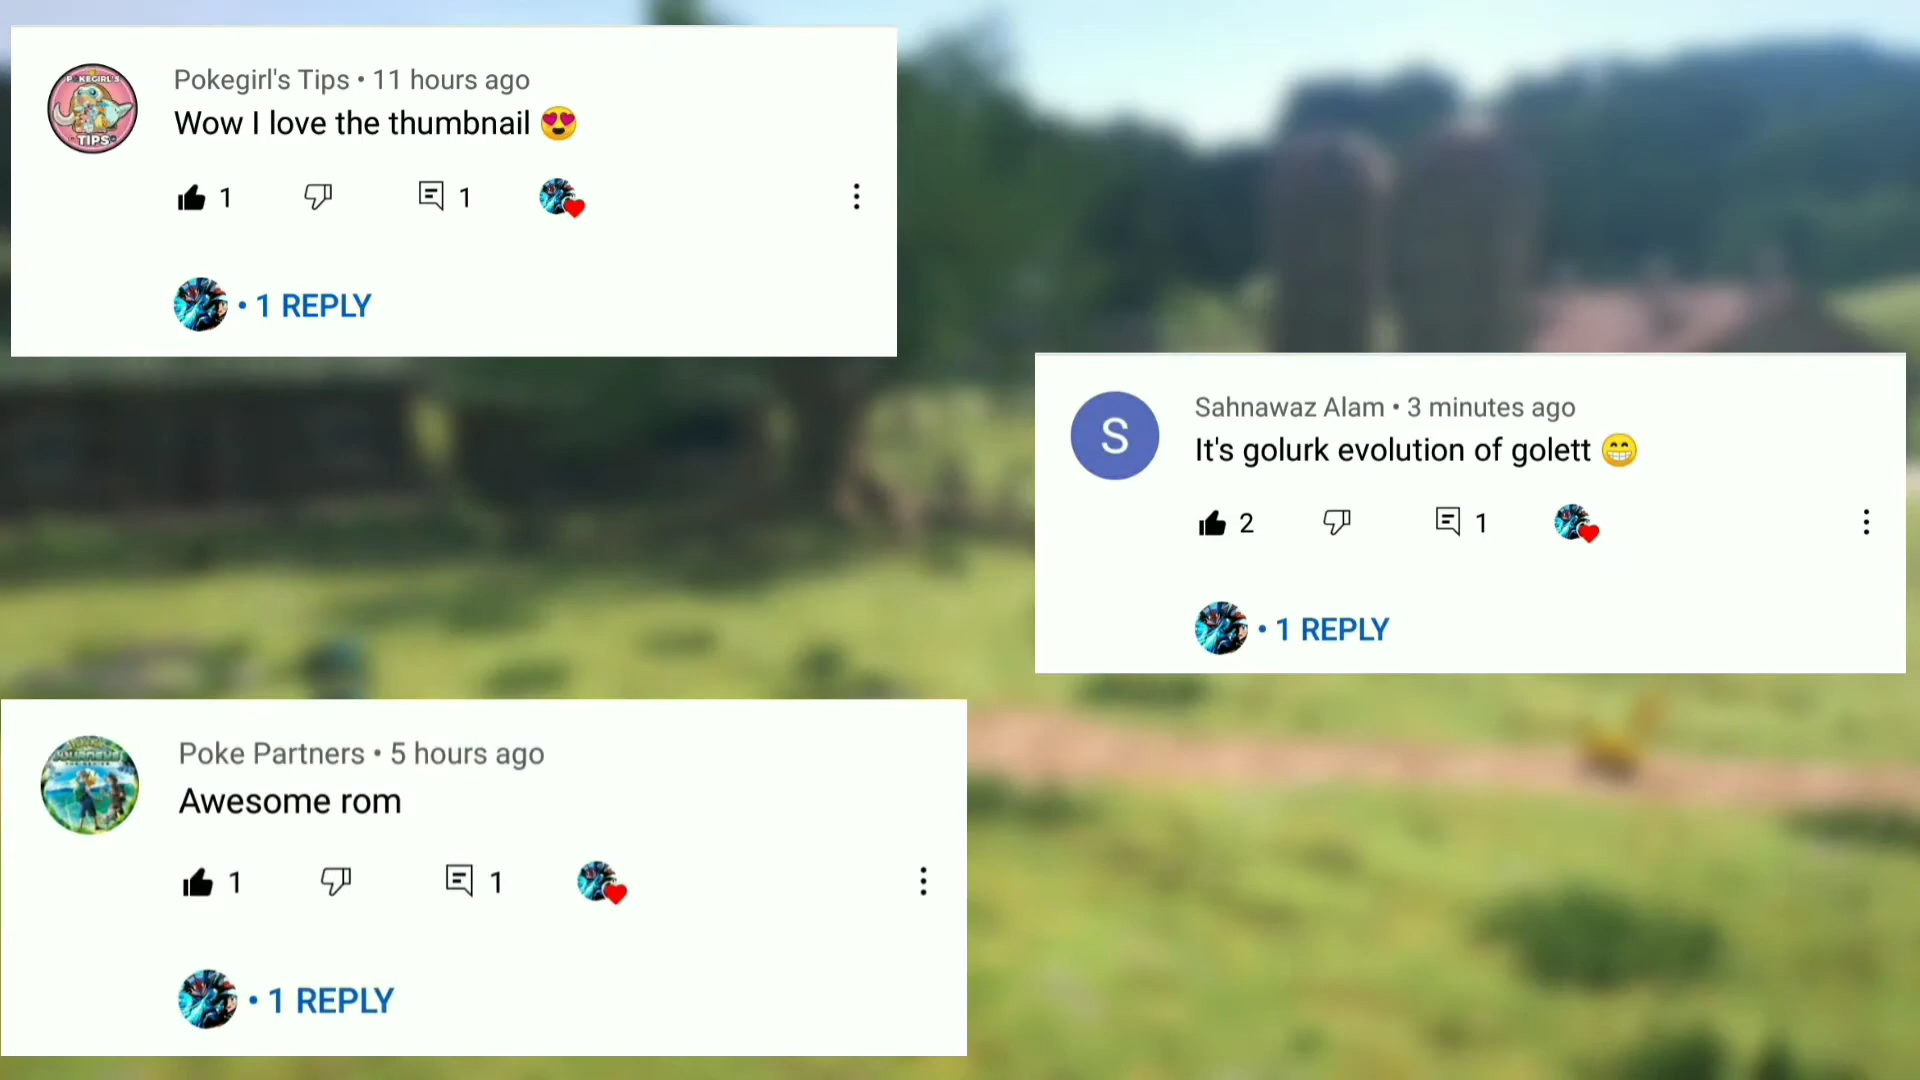 POKEGIRL'S
TIPS
Pokegirl's Tips • 11 hours ago
Wow I love the thumbnail 😍
1
1
• 1 REPLY
S
Sahnawaz Alam • 3 minutes ago
It's golurk evolution of golett 😁
2
1
• 1 REPLY
Poke Partners • 5 hours ago
Awesome rom
1
1
• 1 REPLY